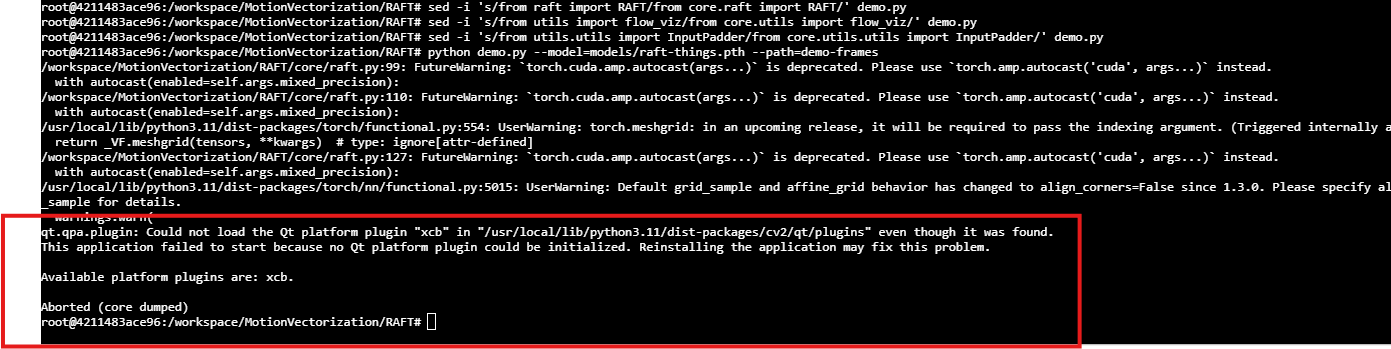 root@4211483ace96:/workspace/MotionVectorization/RAFT# sed -i 's/from raft import RAFT/from core.raft import RAFT/' demo.py
root@4211483ace96:/workspace/MotionVectorization/RAFT# sed -i 's/from utils import flow_viz/from core.utils import flow_viz/' demo.py
root@4211483ace96:/workspace/MotionVectorization/RAFT# sed -i 's/from utils.utils import InputPadder/from core.utils.utils import InputPadder/' demo.py
root@4211483ace96:/workspace/MotionVectorization/RAFT# python demo.py --model=models/raft-things.pth --path=demo-frames
/workspace/MotionVectorization/RAFT/core/raft.py:99: FutureWarning: `torch.cuda.amp.autocast(args...)` is deprecated. Please use `torch.amp.autocast('cuda', args...)` instead.
  with autocast(enabled=self.args.mixed_precision):
/workspace/MotionVectorization/RAFT/core/raft.py:110: FutureWarning: `torch.cuda.amp.autocast(args...)` is deprecated. Please use `torch.amp.autocast('cuda', args...)` instead.
  with autocast(enabled=self.args.mixed_precision):
/usr/local/lib/python3.11/dist-packages/torch/functional.py:554: UserWarning: torch.meshgrid: in an upcoming release, it will be required to pass the indexing argument. (Triggered internally a
  return _VF.meshgrid(tensors, **kwargs)  # type: ignore[attr-defined]
/workspace/MotionVectorization/RAFT/core/raft.py:127: FutureWarning: `torch.cuda.amp.autocast(args...)` is deprecated. Please use `torch.amp.autocast('cuda', args...)` instead.
  with autocast(enabled=self.args.mixed_precision):
/usr/local/lib/python3.11/dist-packages/torch/nn/functional.py:5015: UserWarning: Default grid_sample and affine_grid behavior has changed to align_corners=False since 1.3.0. Please specify al
_sample for details.
  warnings.warn(
qt.qpa.plugin: Could not load the Qt platform plugin "xcb" in "/usr/local/lib/python3.11/dist-packages/cv2/qt/plugins" even though it was found.
This application failed to start because no Qt platform plugin could be initialized. Reinstalling the application may fix this problem.
Available platform plugins are: xcb.
Aborted (core dumped)
root@4211483ace96:/workspace/MotionVectorization/RAFT#